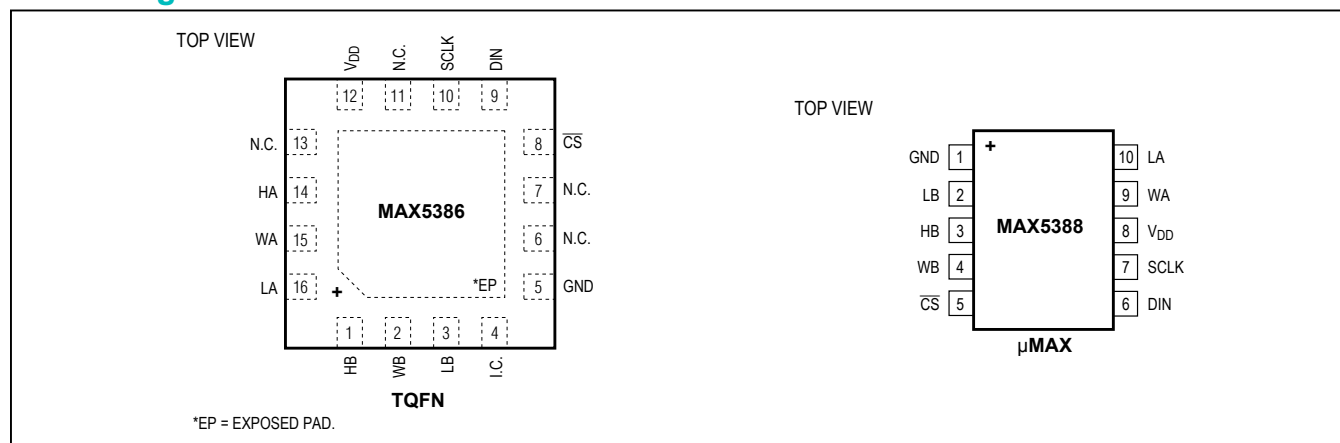 TOP VIEW
VDD
N.C.
SCLK
DIN
12
11
10
9
N.C. 13
8 CS
HA 14
7 N.C.
MAX5386
WA 15
6 N.C.
LA 16
+
*EP
5 GND
1
2
3
4
HB
WB
LB
I.C.
TQFN
*EP = EXPOSED PAD.
TOP VIEW
+
GND 1
10 LA
LB 2
9 WA
HB 3
MAX5388
8 VDD
WB 4
7 SCLK
CS 5
6 DIN
µMAX